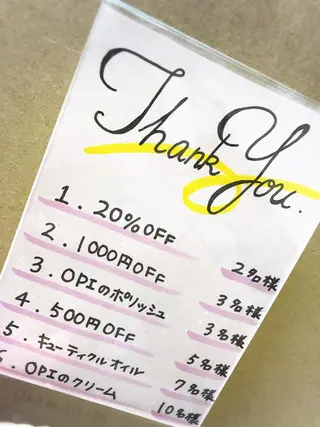 Thank You.
1. 20%OFF 2名様
2. 1000円OFF 3名様
3. OPIのポリッシュ 3名様
4. 500円OFF 5名様
5. キューティクルオイル 7名様
6. OPIのクリーム 10名様